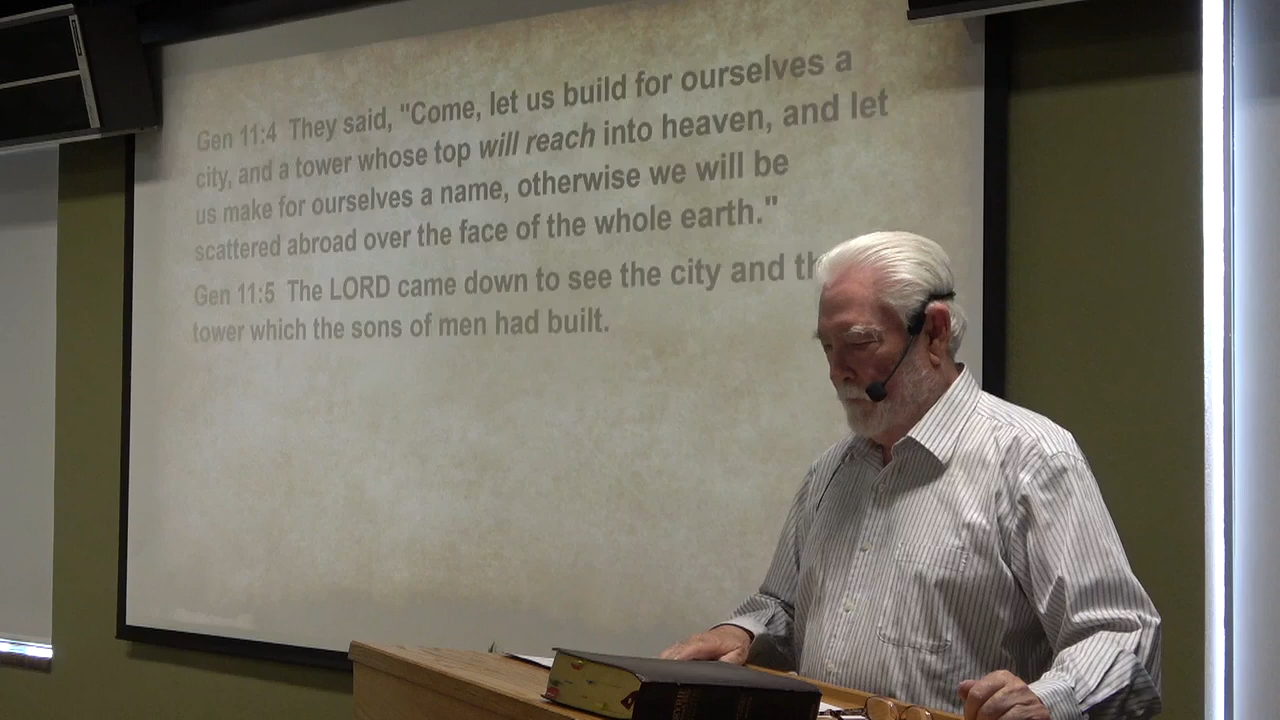 Gen 11:4 They said, "Come, let us build for ourselves a
city, and a tower whose top will reach into heaven, and let
us make for ourselves a name, otherwise we will be
scattered abroad over the face of the whole earth."
Gen 11:5 The LORD came down to see the city and
tower which the sons of men had built.